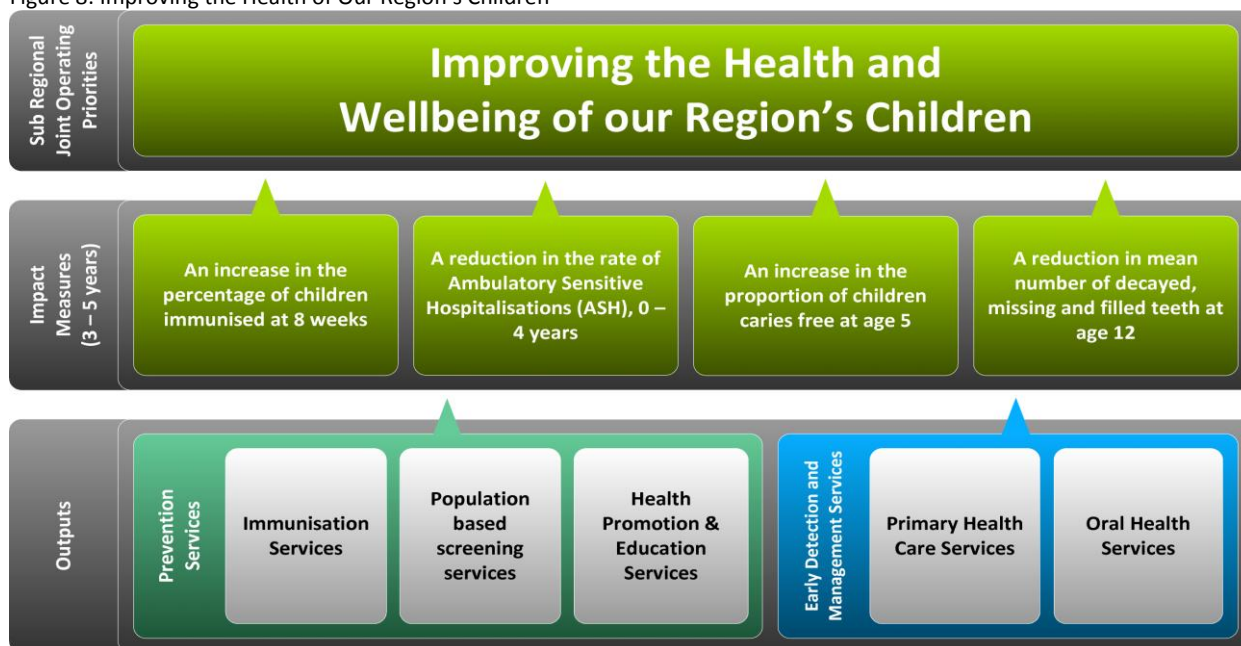 Figure 8: Improving the Health of Our Region's Children
Sub Regional
Joint Operating
Priorities
Improving the Health and
Wellbeing of our Region's Children
Impact
Measures
(3 – 5 years)
An increase in the
percentage of children
immunised at 8 weeks
A reduction in the rate of
Ambulatory Sensitive
Hospitalisations (ASH), 0 –
4 years
An increase in the
proportion of children
caries free at age 5
A reduction in mean
number of decayed,
missing and filled teeth at
age 12
Outputs
Prevention
Services
Immunisation
Services
Population
based
screening
services
Health
Promotion &
Education
Services
Early Detection and
Management Services
Primary Health
Care Services
Oral Health
Services